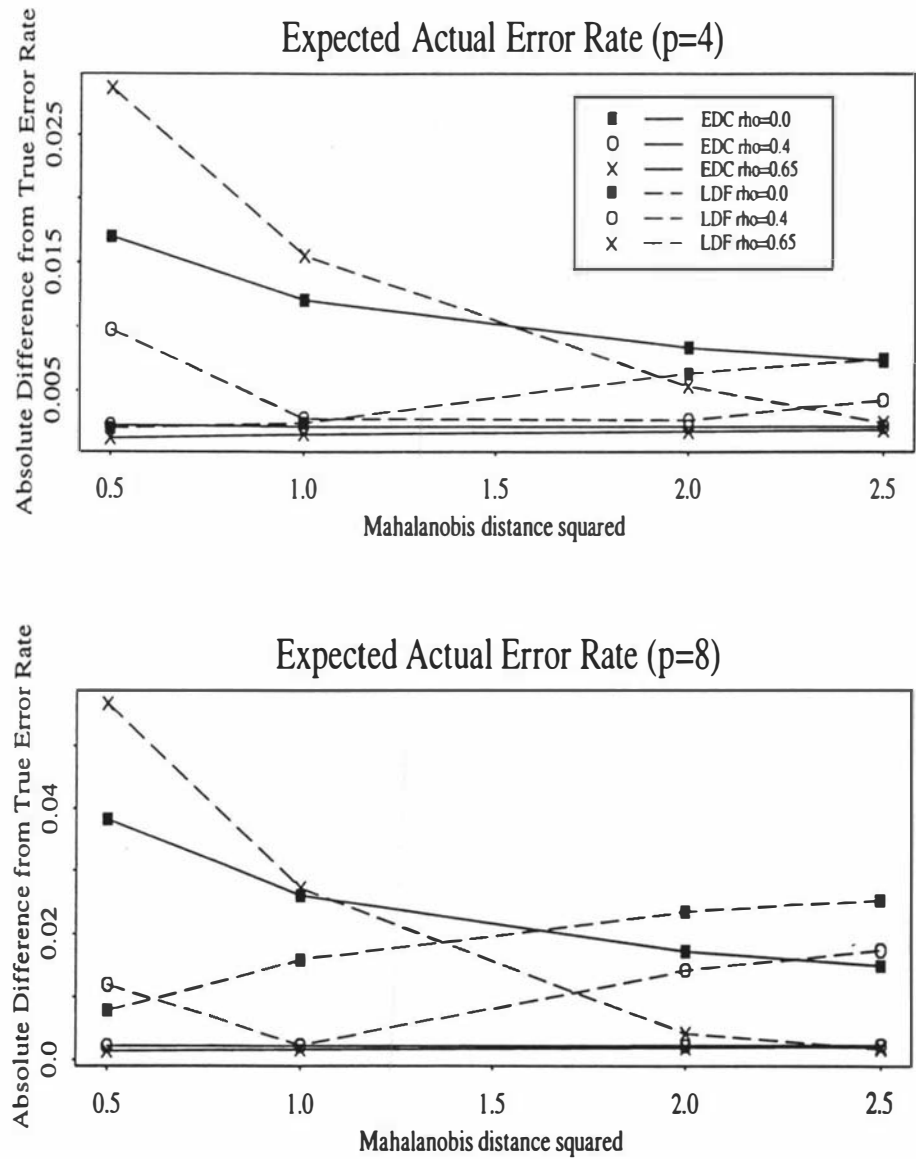 Expected Actual Error Rate (p=4)
Absolute Difference from True Error Rate
0.025
0.015
0.005
EDC rho=0.0
EDC rho=0.4
EDC rho=0.65
LDF rho=0.0
LDF rho=0.4
LDF rho=0.65
0.5
1.0
1.5
2.0
2.5
Mahalanobis distance squared
Expected Actual Error Rate (p=8)
Absolute Difference from True Error Rate
0.04
0.02
0.0
0.5
1.0
1.5
2.0
2.5
Mahalanobis distance squared